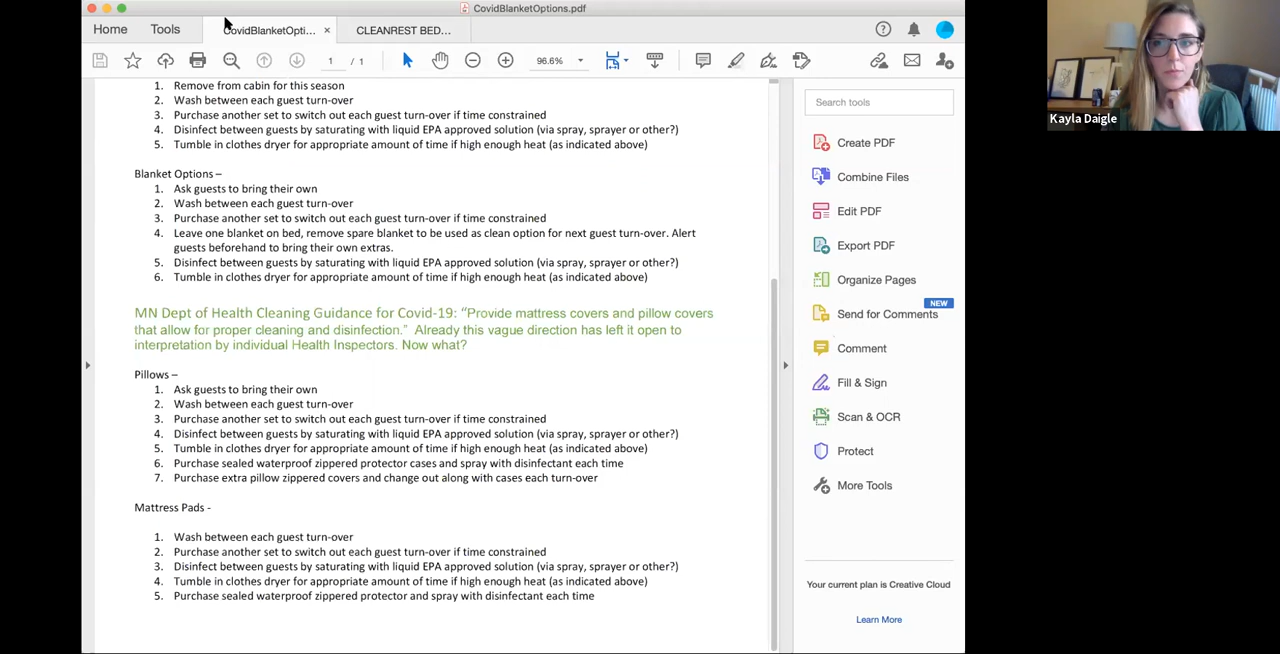 CovidBlanketOptions.pdf
Home
Tools
CovidBlanketOpti... ×
CLEANREST BED...
1 / 1
96.6%
1. Remove from cabin for this season
2. Wash between each guest turn-over
3. Purchase another set to switch out each guest turn-over if time constrained
4. Disinfect between guests by saturating with liquid EPA approved solution (via spray, sprayer or other?)
5. Tumble in clothes dryer for appropriate amount of time if high enough heat (as indicated above)
Blanket Options –
1. Ask guests to bring their own
2. Wash between each guest turn-over
3. Purchase another set to switch out each guest turn-over if time constrained
4. Leave one blanket on bed, remove spare blanket to be used as clean option for next guest turn-over. Alert
guests beforehand to bring their own extras.
5. Disinfect between guests by saturating with liquid EPA approved solution (via spray, sprayer or other?)
6. Tumble in clothes dryer for appropriate amount of time if high enough heat (as indicated above)
MN Dept of Health Cleaning Guidance for Covid-19: “Provide mattress covers and pillow covers
that allow for proper cleaning and disinfection.” Already this vague direction has left it open to
interpretation by individual Health Inspectors. Now what?
Pillows –
1. Ask guests to bring their own
2. Wash between each guest turn-over
3. Purchase another set to switch out each guest turn-over if time constrained
4. Disinfect between guests by saturating with liquid EPA approved solution (via spray, sprayer or other?)
5. Tumble in clothes dryer for appropriate amount of time if high enough heat (as indicated above)
6. Purchase sealed waterproof zippered protector cases and spray with disinfectant each time
7. Purchase extra pillow zippered covers and change out along with cases each turn-over
Mattress Pads -
1. Wash between each guest turn-over
2. Purchase another set to switch out each guest turn-over if time constrained
3. Disinfect between guests by saturating with liquid EPA approved solution (via spray, sprayer or other?)
4. Tumble in clothes dryer for appropriate amount of time if high enough heat (as indicated above)
5. Purchase sealed waterproof zippered protector and spray with disinfectant each time
Search tools
Create PDF
Combine Files
Edit PDF
Export PDF
Organize Pages
NEW
Send for Comments
Comment
Fill & Sign
Scan & OCR
Protect
More Tools
Your current plan is Creative Cloud
Learn More
Kayla Daigle